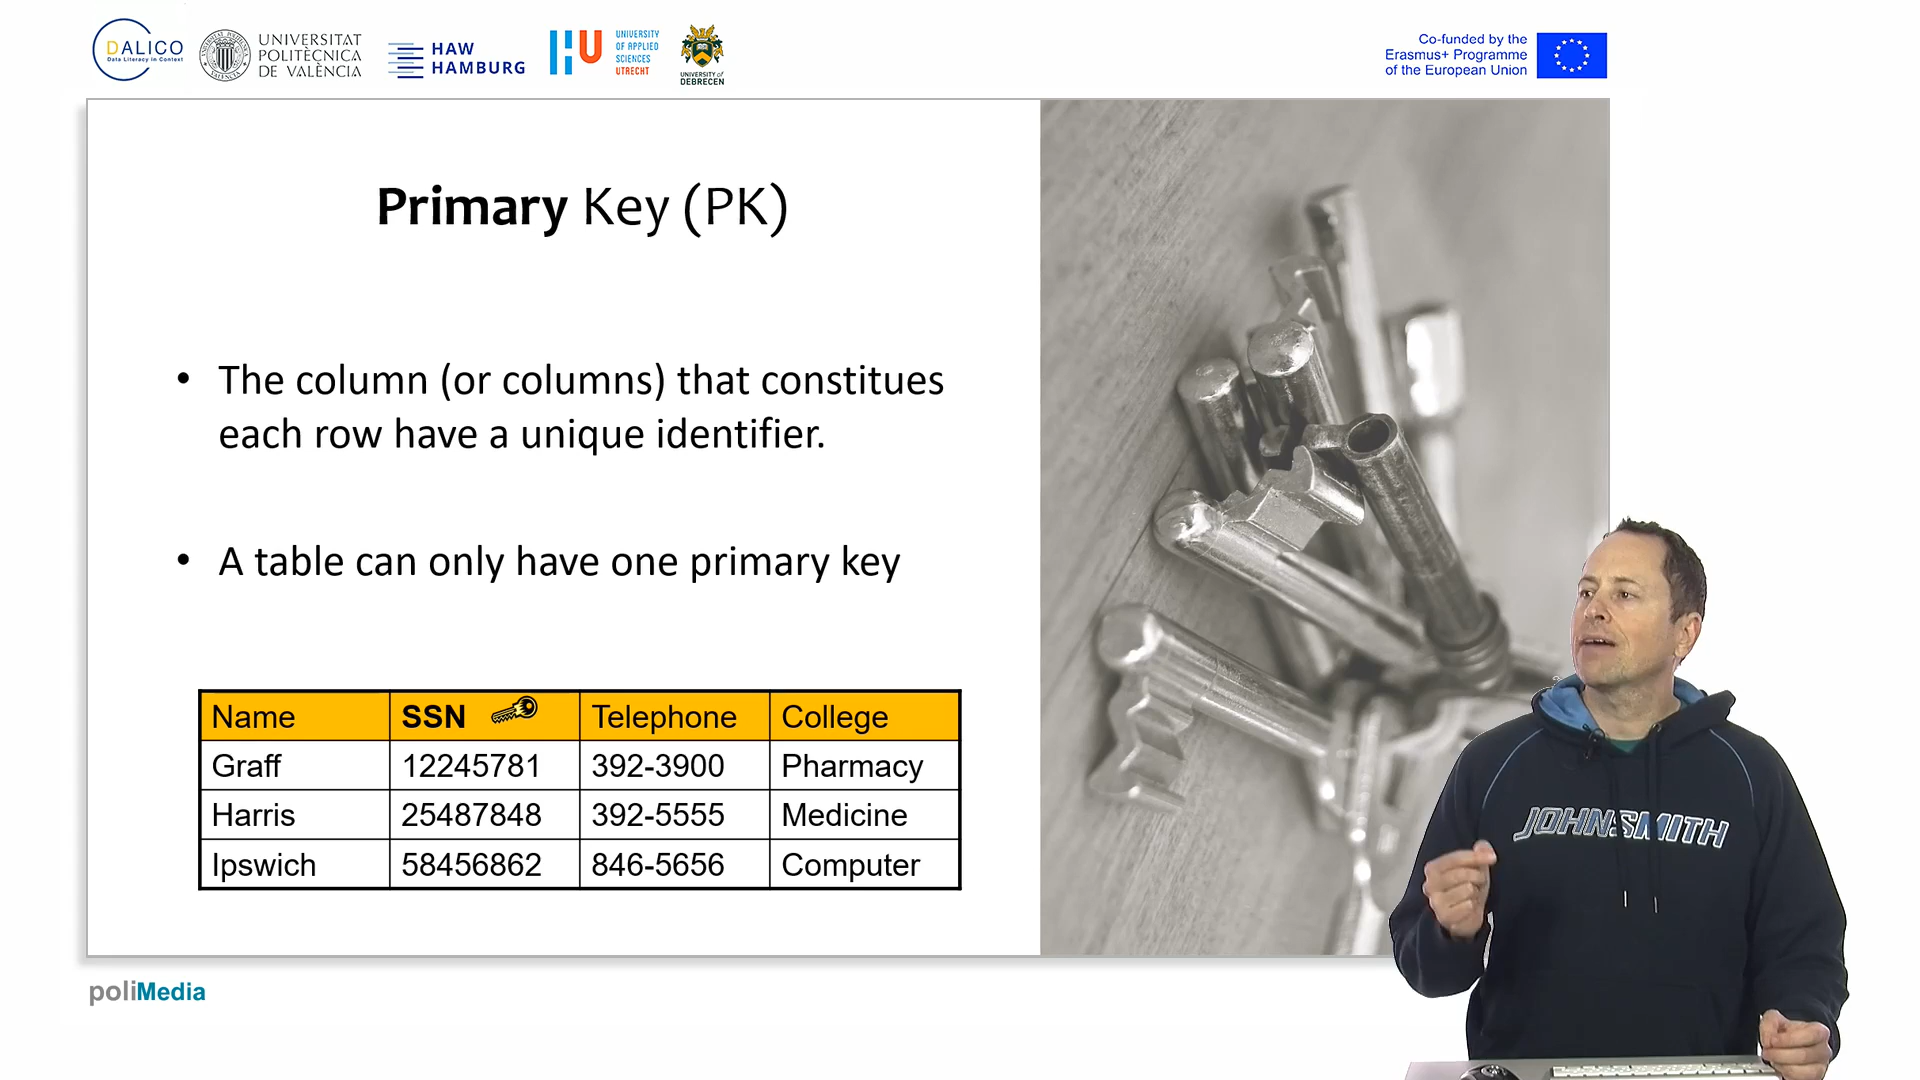 DALICO
Data Literacy in Context
UNIVERSITAT
POLITÈCNICA
DE VALÈNCIA
HAW
HAMBURG
HU
UNIVERSITY
OF APPLIED
SCIENCES
UTRECHT
UNIVERSITY of
DEBRECEN
Co-funded by the
Erasmus+ Programme
of the European Union
Primary Key (PK)
• The column (or columns) that constitues
each row have a unique identifier.
• A table can only have one primary key
Name SSN Telephone College
Graff 12245781 392-3900 Pharmacy
Harris 25487848 392-5555 Medicine
Ipswich 58456862 846-5656 Computer
JOHNSMITH
poliMedia